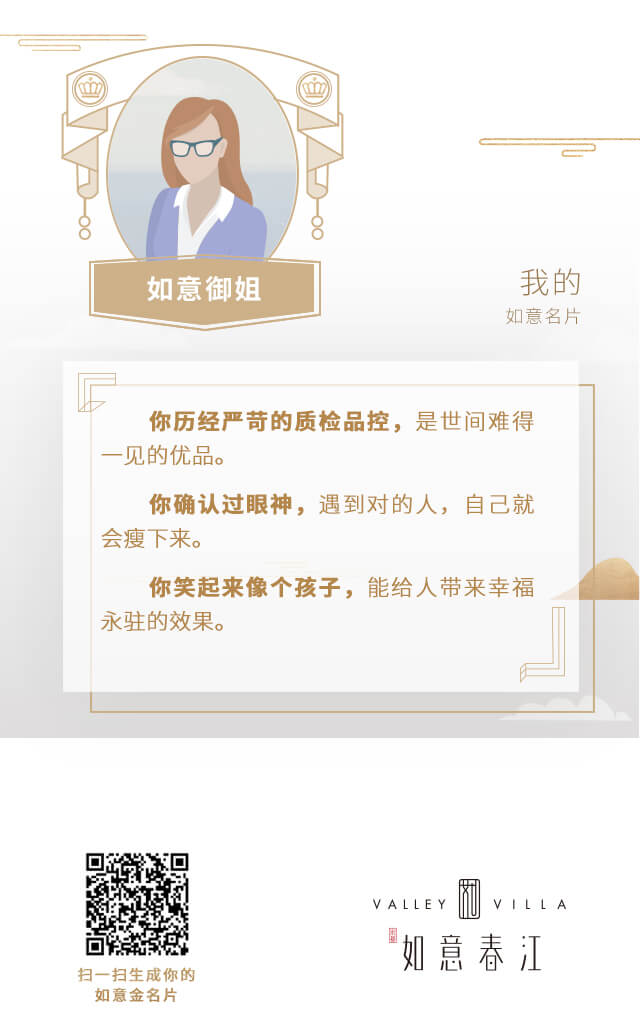 如意御姐
我的
如意名片
你历经严苛的质检品控，是世间难得
一见的优品。
你确认过眼神，遇到对的人，自己就
会瘦下来。
你笑起来像个孩子，能给人带来幸福
永驻的效果。
扫一扫生成你的
如意金名片
VALLEY VILLA
如意春江